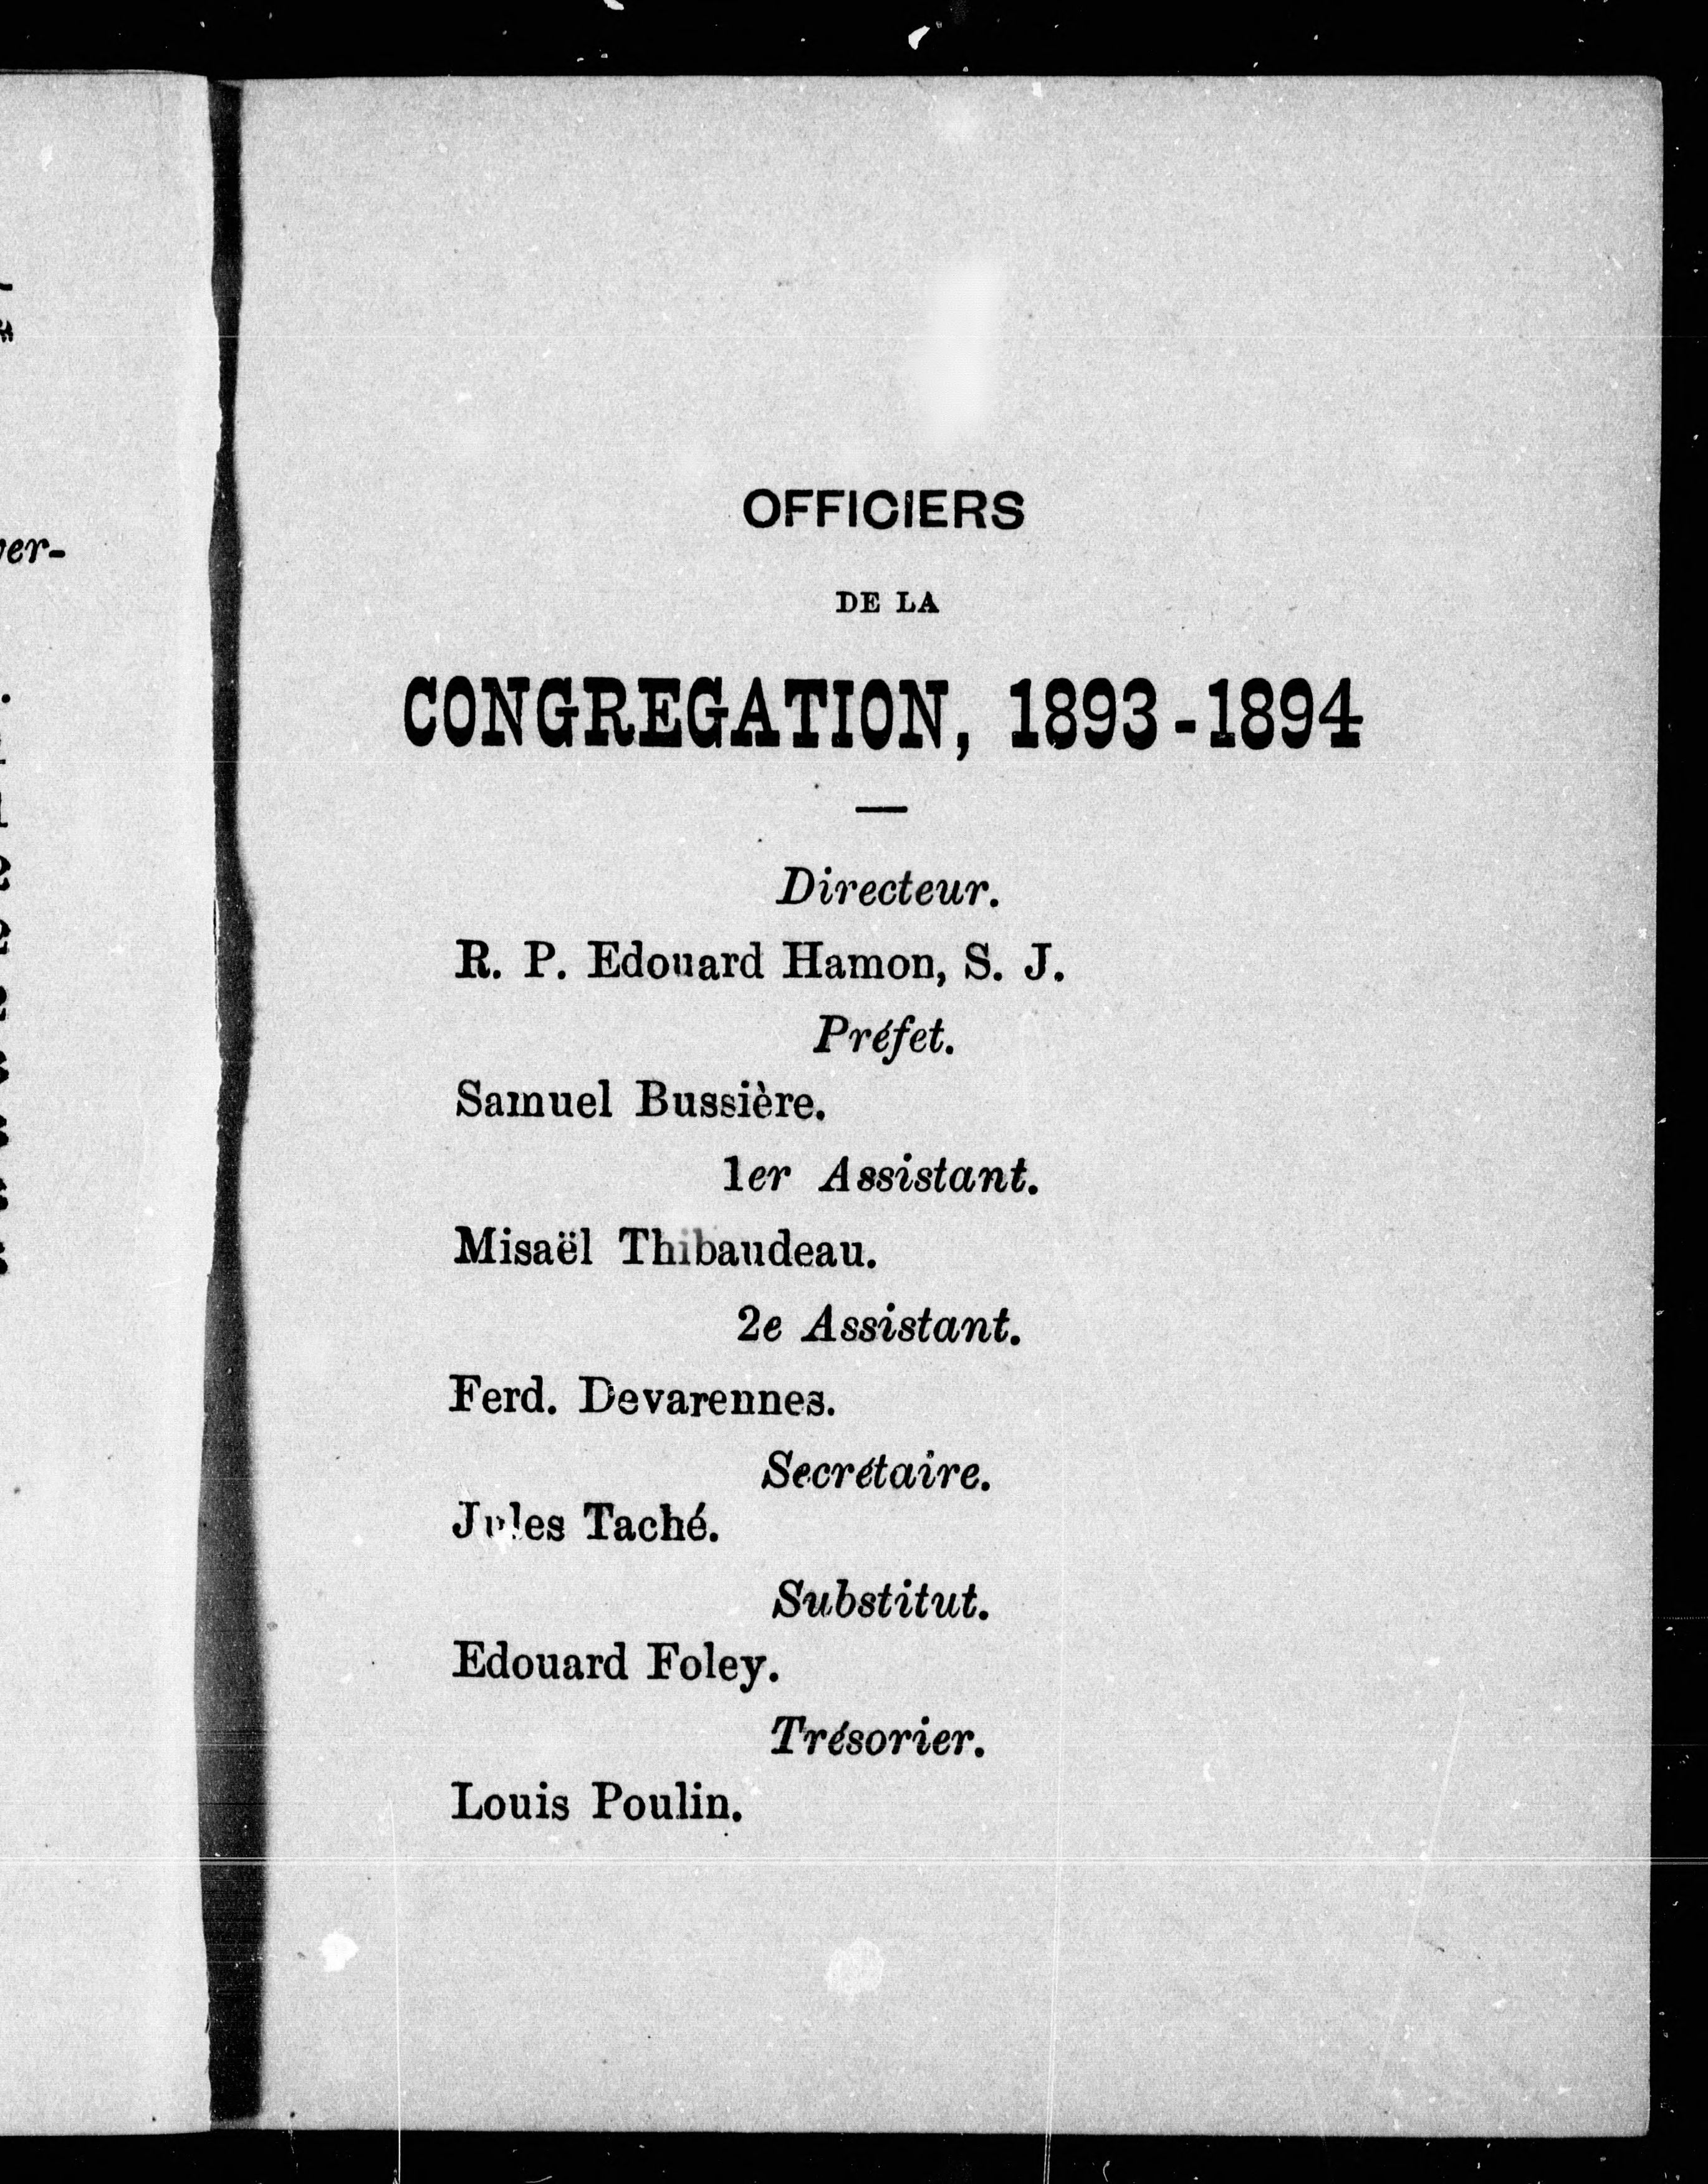 OFFICIERS
DE LA
CONGREGATION, 1893-1894
Directeur.
R. P. Edouard Hamon, S. J.
Préfet.
Samuel Bussière.
1er Assistant.
Misaël Thibaudeau.
2e Assistant.
Ferd. Devarennes.
Secrétaire.
Jules Taché.
Substitut.
Edouard Foley.
Trésorier.
Louis Poulin.